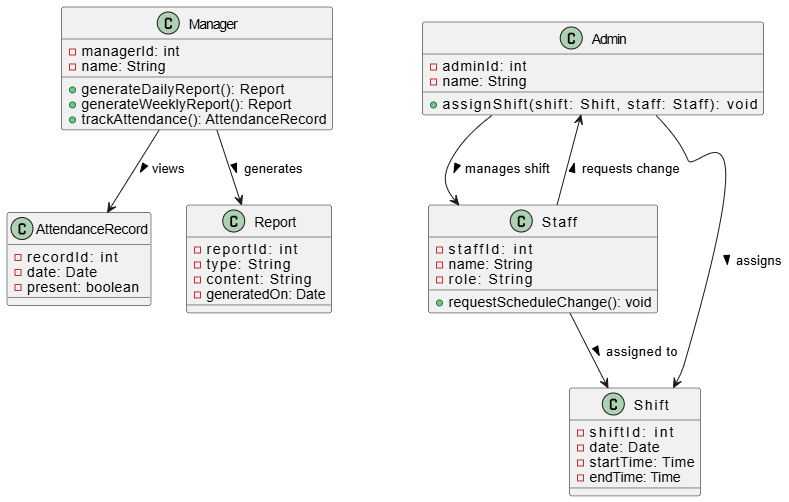 C Manager
managerId: int
name: String
generateDailyReport(): Report
generateWeeklyReport(): Report
trackAttendance(): AttendanceRecord
C Admin
adminId: int
name: String
assignShift(shift: Shift, staff: Staff): void
views
generates
manages shift
requests change
assigns
C AttendanceRecord
recordId: int
date: Date
present: boolean
C Report
reportId: int
type: String
content: String
generatedOn: Date
C Staff
staffId: int
name: String
role: String
requestScheduleChange(): void
assigned to
C Shift
shiftId: int
date: Date
startTime: Time
endTime: Time